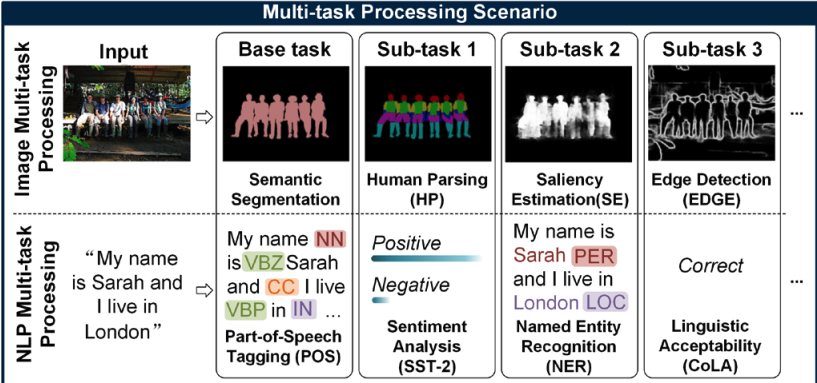 Multi-task Processing Scenario
Image Multi-task
Processing
Input
Base task
Sub-task 1
Sub-task 2
Sub-task 3
...
Semantic
Segmentation
Human Parsing
(HP)
Saliency
Estimation(SE)
Edge Detection
(EDGE)
NLP Multi-task
Processing
“My name
is Sarah and
I live in
London”
My name NN
is VBZ Sarah
and CC I live
VBP in IN ...
Part-of-Speech
Tagging (POS)
Positive
Negative
Sentiment
Analysis
(SST-2)
My name is
Sarah PER
and I live in
London LOC
Named Entity
Recognition
(NER)
Correct
Linguistic
Acceptability
(CoLA)
...